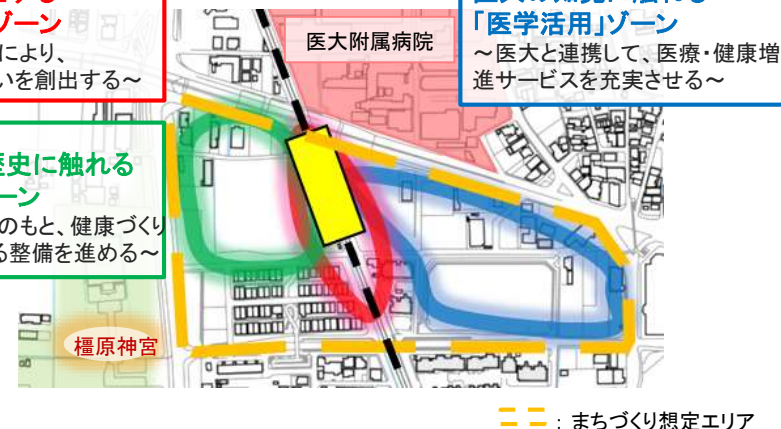 ゾーン
により、
いを創出する～
医大附属病院
「医学活用」ゾーン
～医大と連携して、医療・健康増
進サービスを充実させる～
歴史に触れる
ーン
のもと、健康づくり
る整備を進める～
橿原神宮
：まちづくり想定エリア